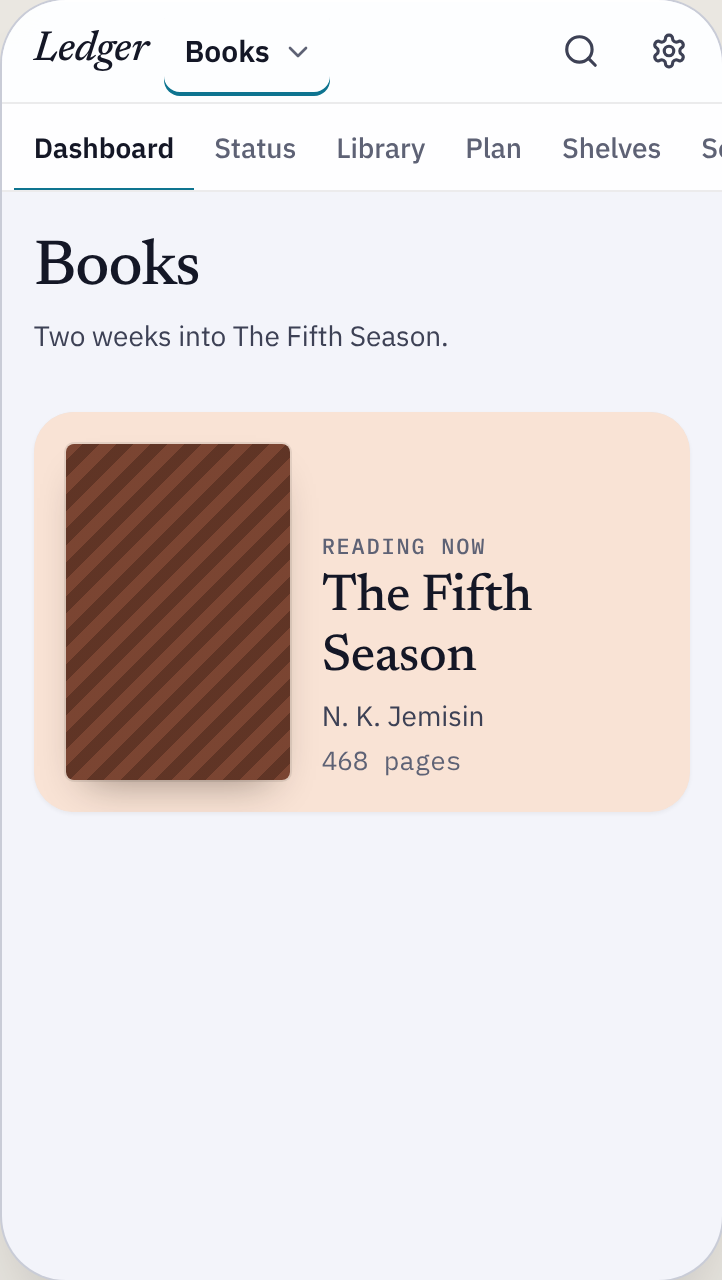 Ledger Books
Dashboard Status Library Plan Shelves
Books
Two weeks into The Fifth Season.
READING NOW
The Fifth
Season
N. K. Jemisin
468 pages